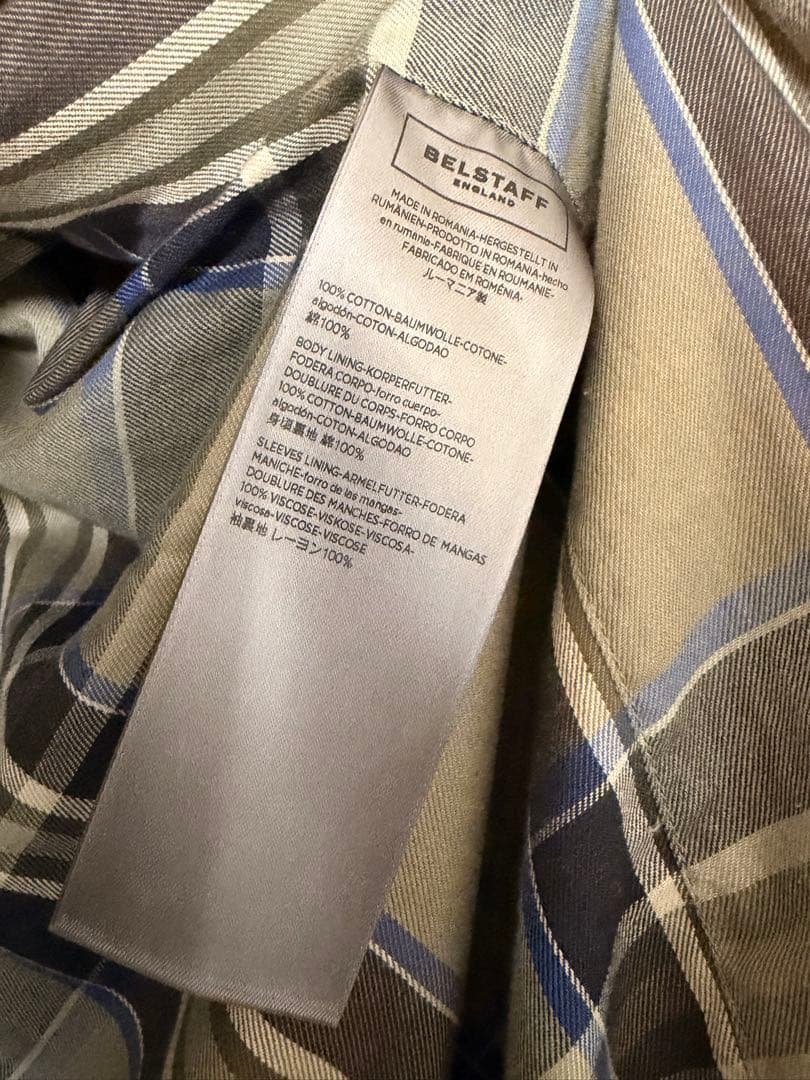 BELSTAFF
ENGLAND
MADE IN ROMANIA-HERGESTELLT IN
RUMÄNIEN-PRODOTTO IN ROMANIA-hecho
en rumania-FABRIQUE EN ROUMANIE-
FABRICADO EM ROMÉNIA-
ルーマニア製
100% COTTON-BAUMWOLLE-COTONE-
algodón-COTON-ALGODAO
綿100%
BODY LINING-KORPERFUTTER-
FODERA CORPO-forro cuerpo-
DOUBLURE DU CORPS-FORRO CORPO
100% COTTON-BAUMWOLLE-COTONE-
algodón-COTON-ALGODAO
身頃裏地 綿100%
SLEEVES LINING-ARMELFUTTER-FODERA
MANICHE-forro de las mangas-
DOUBLURE DES MANCHES-FORRO DE MANGAS
100% VISCOSE-VISKOSE-VISCOSA-
viscosa-VISCOSE-VISCOSE
袖裏地 レーヨン100%